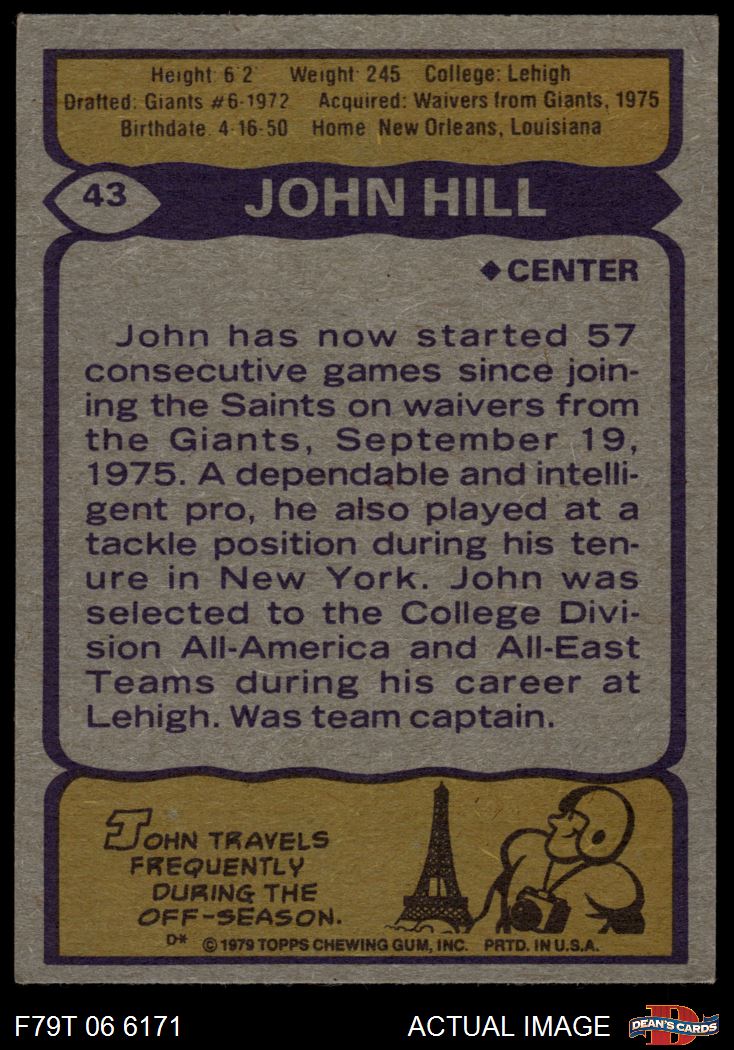 Height 6'2 Weight 245 College: Lehigh
Drafted: Giants #6-1972 Acquired: Waivers from Giants, 1975
Birthdate 4-16-50 Home New Orleans, Louisiana
43
JOHN HILL
◆ CENTER
John has now started 57
consecutive games since join-
ing the Saints on waivers from
the Giants, September 19,
1975. A dependable and intelli-
gent pro, he also played at a
tackle position during his ten-
ure in New York. John was
selected to the College Divi-
sion All-America and All-East
Teams during his career at
Lehigh. Was team captain.
JOHN TRAVELS
FREQUENTLY
DURING THE
OFF-SEASON.
D* © 1979 TOPPS CHEWING GUM, INC. PRTD. IN U.S.A.
F79T 06 6171
ACTUAL IMAGE
D
DEAN'S CARDS